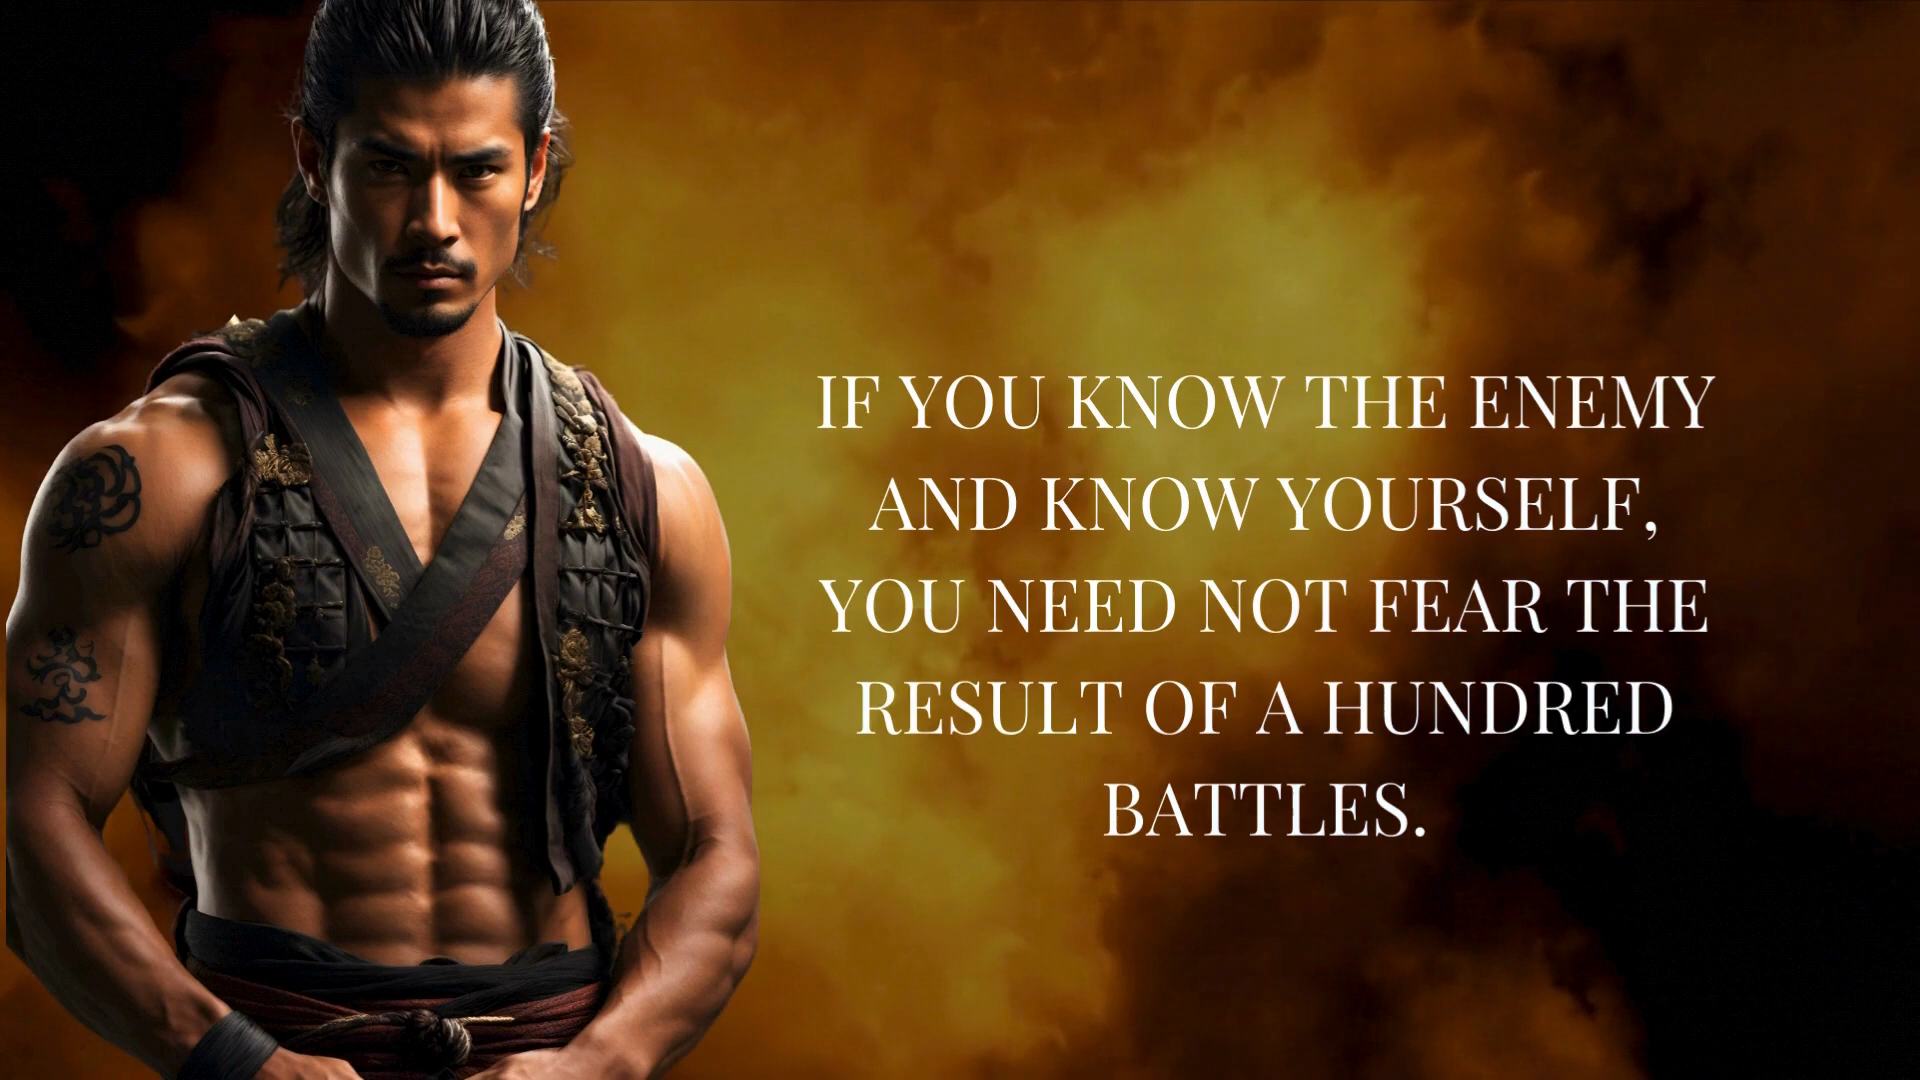 IF YOU KNOW THE ENEMY
AND KNOW YOURSELF,
YOU NEED NOT FEAR THE
RESULT OF A HUNDRED
BATTLES.